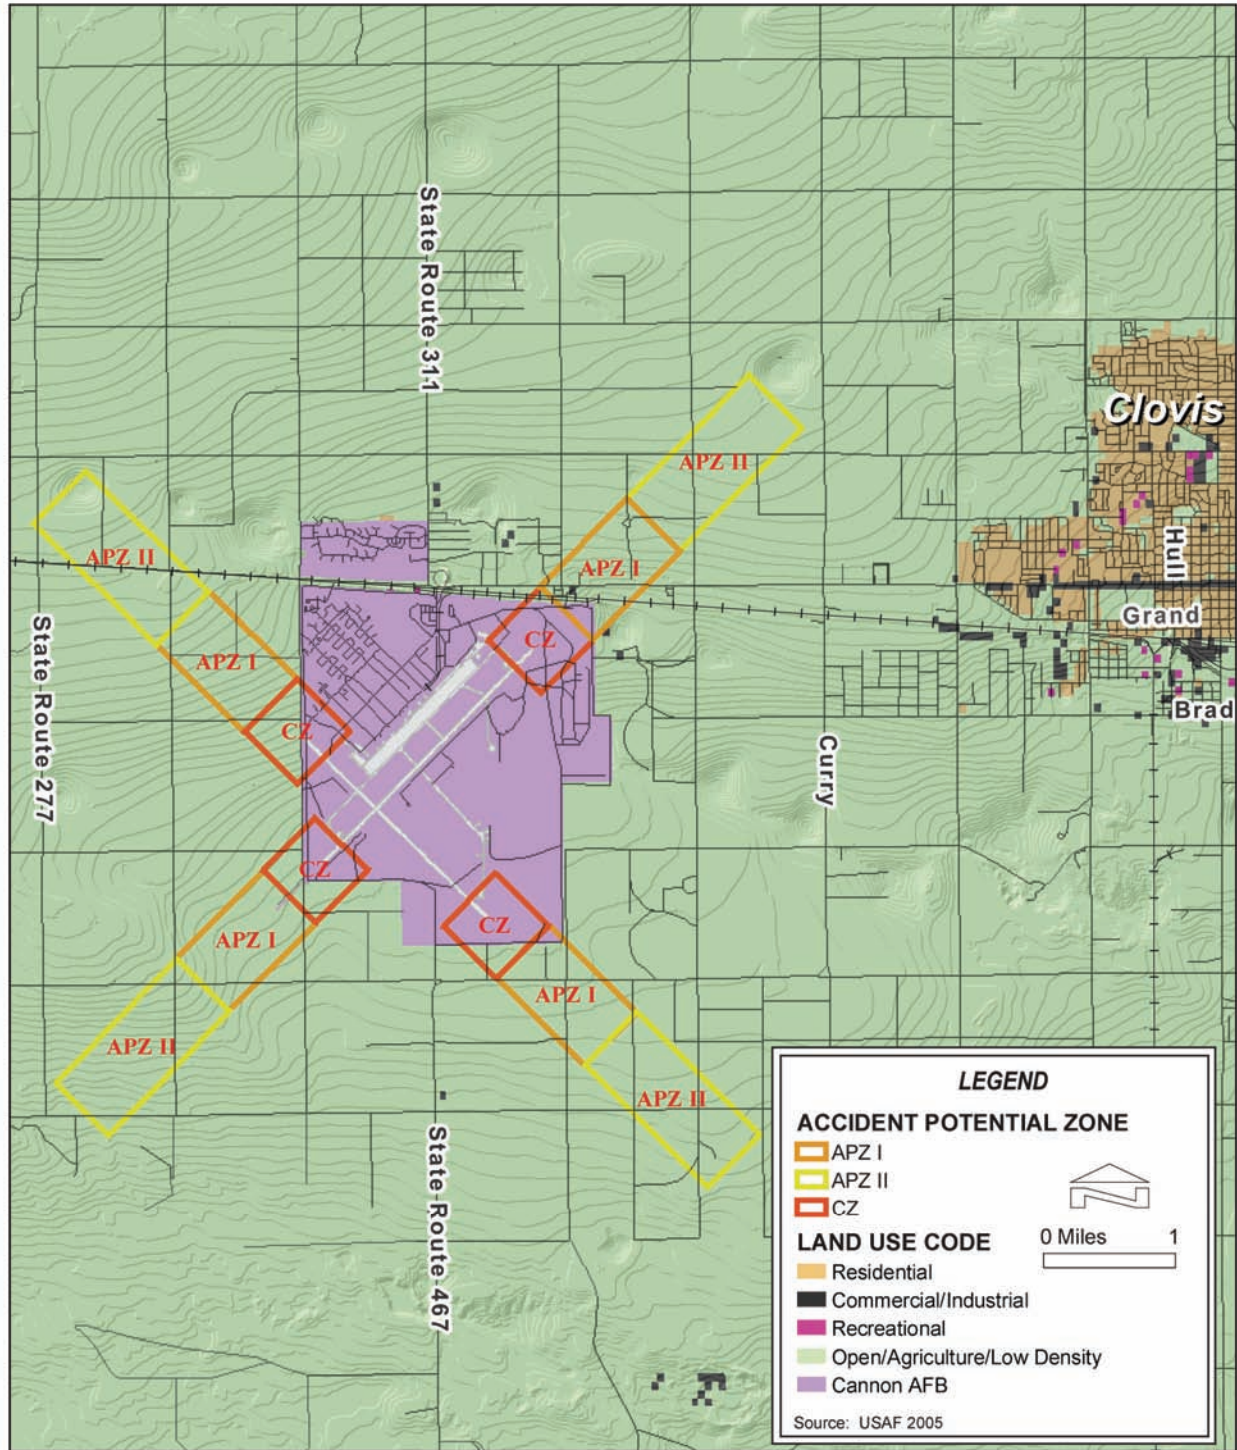 State Route 311
Clovis
APZ II
APZ II
APZ I
Hull
Grand
CZ
APZ I
State Route 277
CZ
Brad
Curry
CZ
CZ
APZ I
APZ I
APZ II
APZ II
State Route 467
LEGEND
ACCIDENT POTENTIAL ZONE
APZ I
APZ II
CZ
N
0 Miles 1
LAND USE CODE
Residential
Commercial/Industrial
Recreational
Open/Agriculture/Low Density
Cannon AFB
Source: USAF 2005